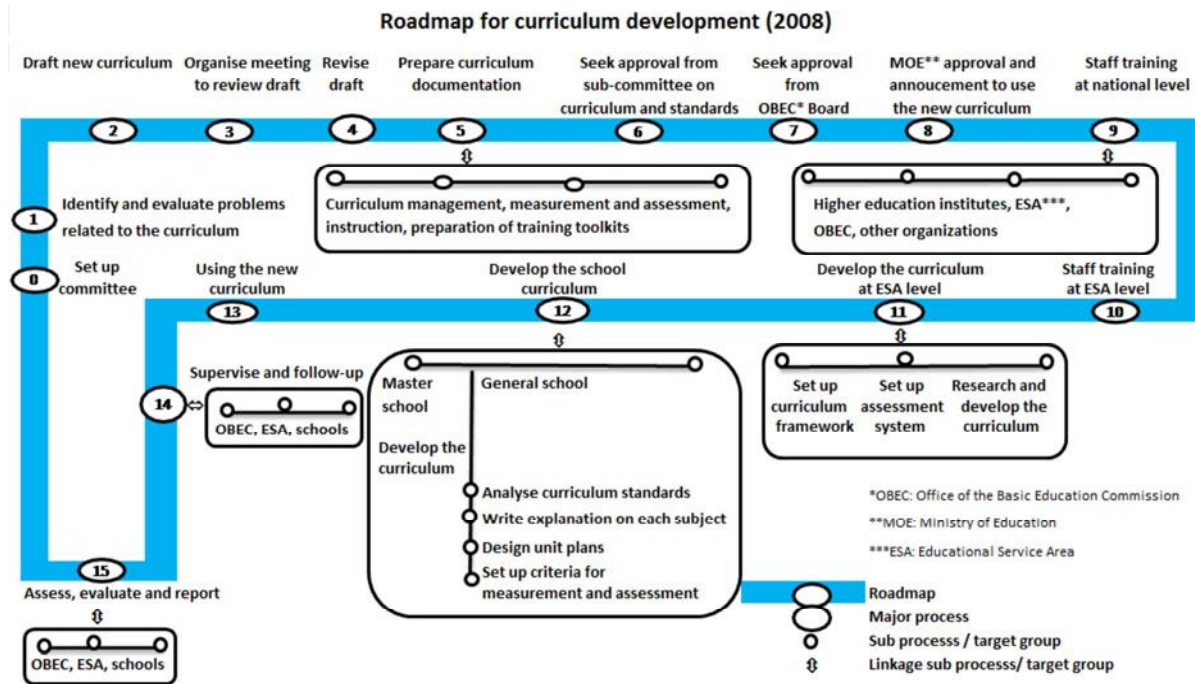 Roadmap for curriculum development (2008)
Draft new curriculum
Organise meeting
to review draft
Revise
draft
Prepare curriculum
documentation
Seek approval from
sub-committee on
curriculum and standards
Seek approval
from
OBEC* Board
MOE** approval and
annoucement to use
the new curriculum
Staff training
at national level
2
3
4
5
6
7
8
9
1
Identify and evaluate problems
related to the curriculum
Curriculum management, measurement and assessment,
instruction, preparation of training toolkits
Higher education institutes, ESA***,
OBEC, other organizations
0
Set up
committee
Using the new
curriculum
Develop the school
curriculum
Develop the curriculum
at ESA level
Staff training
at ESA level
13
12
11
10
14
Supervise and follow-up
OBEC, ESA, schools
Master
school
General school
Develop the
curriculum
Analyse curriculum standards
Write explanation on each subject
Design unit plans
Set up criteria for
measurement and assessment
Set up
curriculum
framework
Set up
assessment
system
Research and
develop the
curriculum
*OBEC: Office of the Basic Education Commission
**MOE: Ministry of Education
***ESA: Educational Service Area
15
Assess, evaluate and report
OBEC, ESA, schools
Roadmap
Major process
Sub processs / target group
Linkage sub processs/ target group